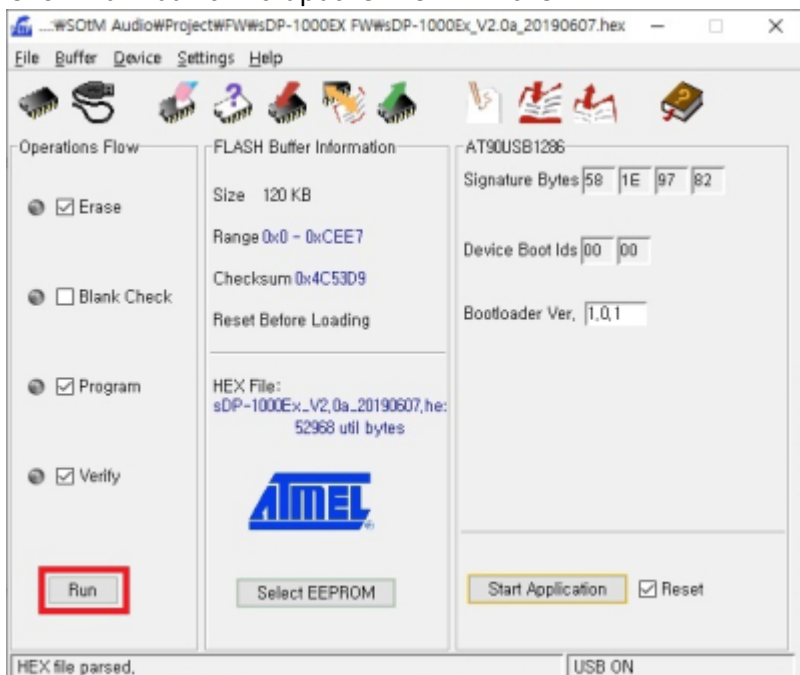 ...₩SOtM Audio₩Project₩FW₩sDP-1000EX FW₩sDP-1000Ex_V2.0a_20190607.hex
File Buffer Device Settings Help
Operations Flow
Erase
Blank Check
Program
Verify
Run
FLASH Buffer Information
Size 120 KB
Range 0x0 - 0xCEE7
Checksum 0x4C53D9
Reset Before Loading
HEX File:
sDP-1000Ex_V2,0a_20190607,he:
52968 util bytes
ATMEL
Select EEPROM
AT90USB1286
Signature Bytes 58 1E 97 82
Device Boot Ids 00 00
Bootloader Ver, 1,0,1
Start Application Reset
HEX file parsed,
USB ON